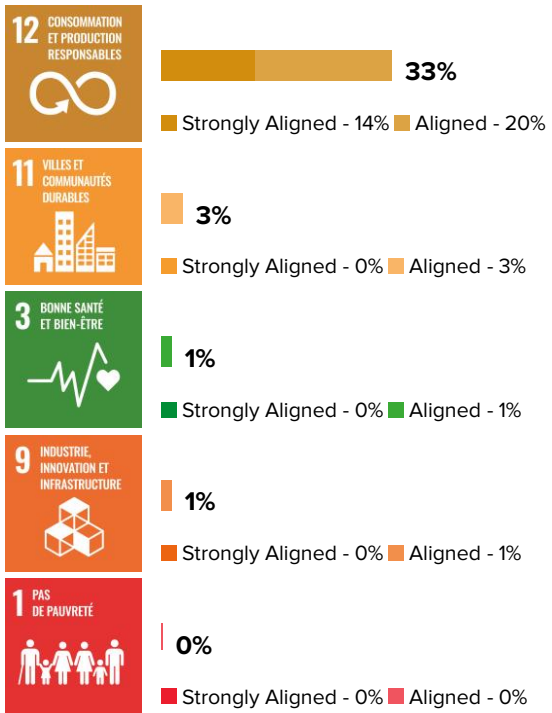 12 CONSOMMATION
ET PRODUCTION
RESPONSABLES
33%
Strongly Aligned - 14% Aligned - 20%
11 VILLES ET
COMMUNAUTÉS
DURABLES
3%
Strongly Aligned - 0% Aligned - 3%
3 BONNE SANTÉ
ET BIEN-ÊTRE
1%
Strongly Aligned - 0% Aligned - 1%
9 INDUSTRIE,
INNOVATION ET
INFRASTRUCTURE
1%
Strongly Aligned - 0% Aligned - 1%
1 PAS
DE PAUVRETÉ
0%
Strongly Aligned - 0% Aligned - 0%